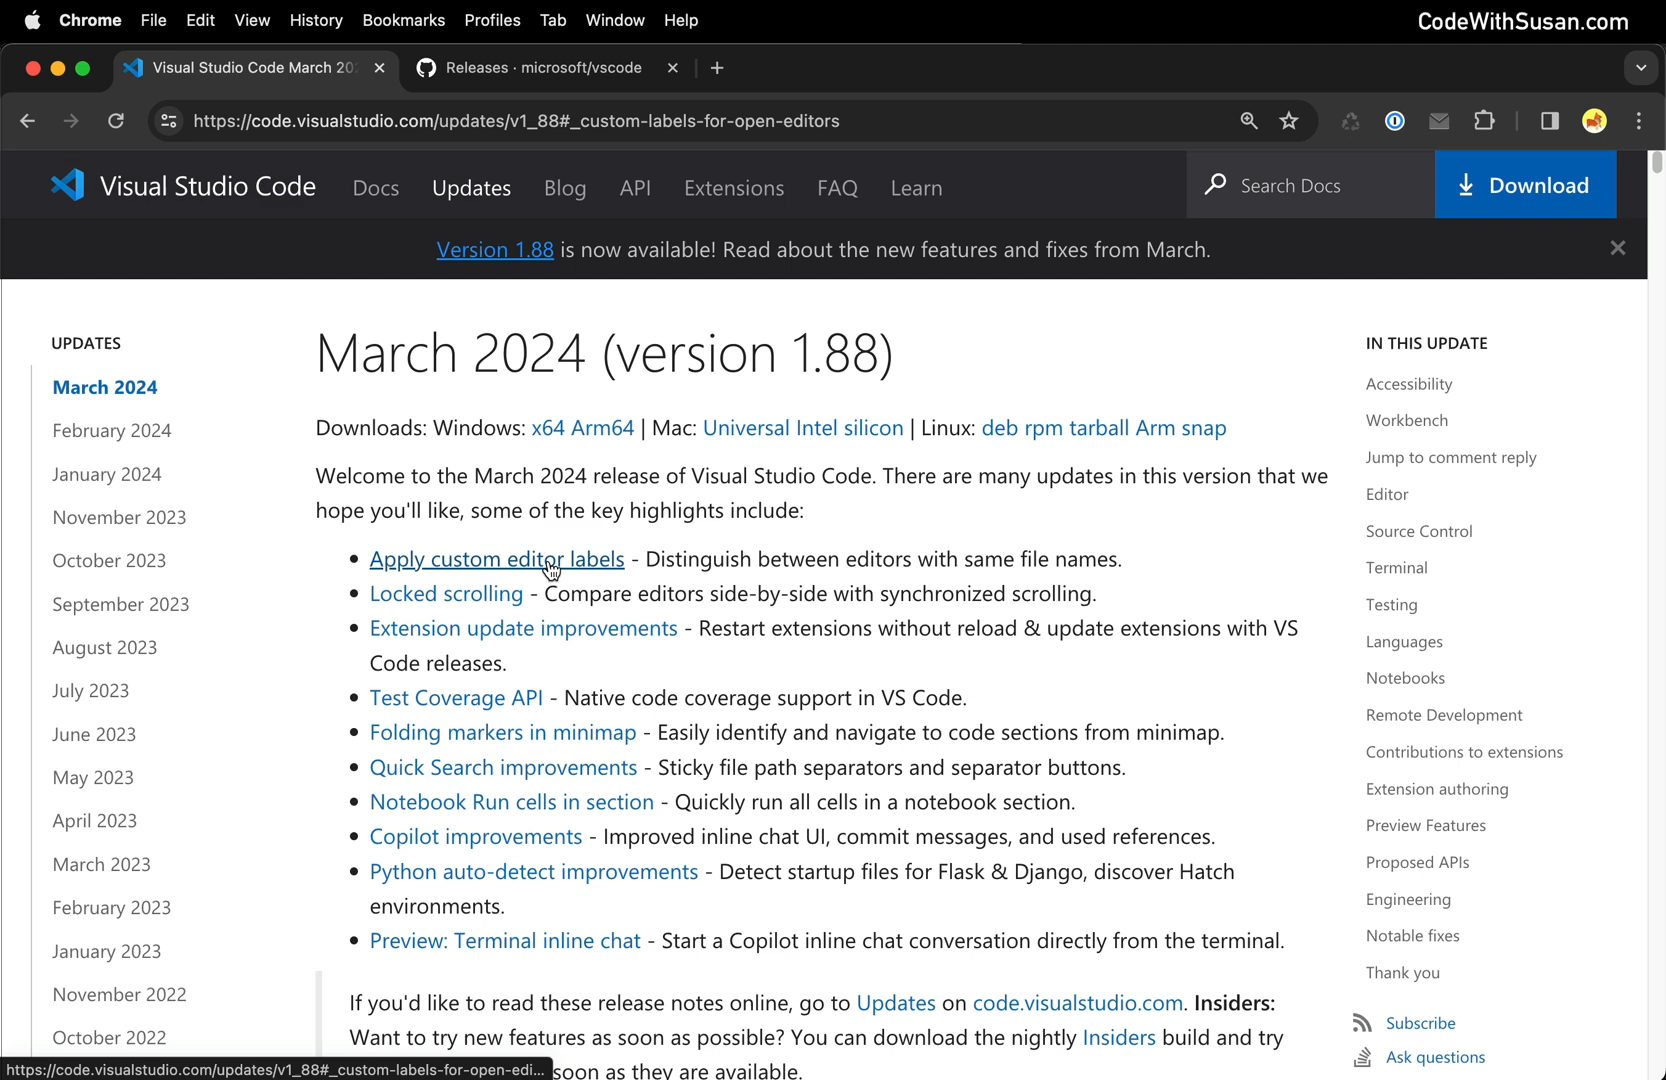 Chrome File Edit View History Bookmarks Profiles Tab Window Help
CodeWithSusan.com
Visual Studio Code March 20
Releases · microsoft/vscode
https://code.visualstudio.com/updates/v1_88#_custom-labels-for-open-editors
Visual Studio Code Docs Updates Blog API Extensions FAQ Learn
Search Docs
Download
Version 1.88 is now available! Read about the new features and fixes from March.
UPDATES
March 2024
February 2024
January 2024
November 2023
October 2023
September 2023
August 2023
July 2023
June 2023
May 2023
April 2023
March 2023
February 2023
January 2023
November 2022
October 2022
March 2024 (version 1.88)
Downloads: Windows: x64 Arm64 | Mac: Universal Intel silicon | Linux: deb rpm tarball Arm snap
Welcome to the March 2024 release of Visual Studio Code. There are many updates in this version that we
hope you'll like, some of the key highlights include:
• Apply custom editor labels - Distinguish between editors with same file names.
• Locked scrolling - Compare editors side-by-side with synchronized scrolling.
• Extension update improvements - Restart extensions without reload & update extensions with VS
Code releases.
• Test Coverage API - Native code coverage support in VS Code.
• Folding markers in minimap - Easily identify and navigate to code sections from minimap.
• Quick Search improvements - Sticky file path separators and separator buttons.
• Notebook Run cells in section - Quickly run all cells in a notebook section.
• Copilot improvements - Improved inline chat UI, commit messages, and used references.
• Python auto-detect improvements - Detect startup files for Flask & Django, discover Hatch
environments.
• Preview: Terminal inline chat - Start a Copilot inline chat conversation directly from the terminal.
If you'd like to read these release notes online, go to Updates on code.visualstudio.com. Insiders:
Want to try new features as soon as possible? You can download the nightly Insiders build and try
soon as they are available.
IN THIS UPDATE
Accessibility
Workbench
Jump to comment reply
Editor
Source Control
Terminal
Testing
Languages
Notebooks
Remote Development
Contributions to extensions
Extension authoring
Preview Features
Proposed APIs
Engineering
Notable fixes
Thank you
Subscribe
Ask questions
https://code.visualstudio.com/updates/v1_88#_custom-labels-for-open-edi...